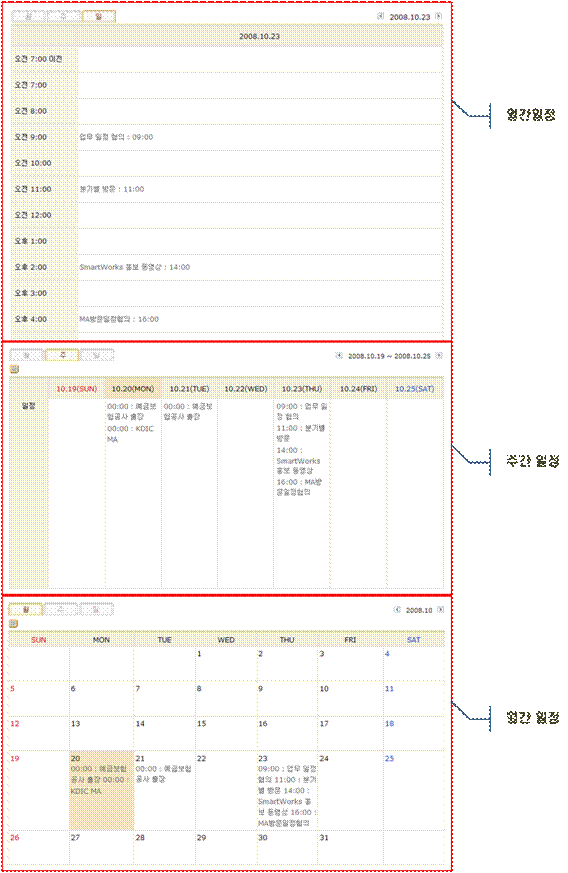 월 주 일
2008.10.23
2008.10.23
오전 7:00 이전
오전 7:00
오전 8:00
오전 9:00 업무 일정 협의 : 09:00
오전 10:00
오전 11:00 분기별 방문 : 11:00
오전 12:00
오후 1:00
오후 2:00 SmartWorks 홍보 동영상 : 14:00
오후 3:00
오후 4:00 MA방문일정협의 : 16:00
월간일정
월 주 일
2008.10.19 ~ 2008.10.25
10.19(SUN) 10.20(MON) 10.21(TUE) 10.22(WED) 10.23(THU) 10.24(FRI) 10.25(SAT)
일정
00:00 : 예금보
험공사 출장
00:00 : KDIC
MA
00:00 : 예금보
험공사 출장
09:00 : 업무 일
정 협의
11:00 : 분기별
방문
14:00 :
SmartWorks
홍보 동영상
16:00 : MA방
문일정협의
주간 일정
월 주 일
2008.10
SUN MON TUE WED THU FRI SAT
1 2 3 4
5 6 7 8 9 10 11
12 13 14 15 16 17 18
19 20 21 22 23 24 25
00:00 : 예금보험
공사 출장 00:00 :
KDIC MA
00:00 : 예금보험
공사 출장
09:00 : 업무 일정
협의 11:00 : 분기
별 방문 14:00 :
SmartWorks 홍
보 동영상 16:00 :
MA방문일정협의
26 27 28 29 30 31
월간 일정